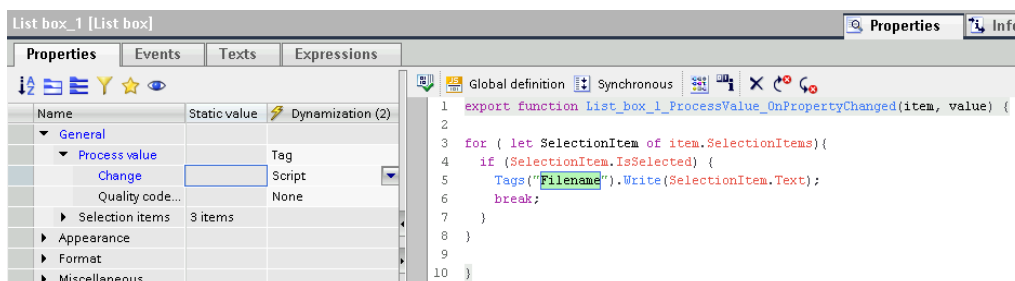 List box_1 [List box]
Properties
Info
Properties Events Texts Expressions
Global definition Synchronous
Name Static value Dynamization (2)
General
Process value Tag
Change Script
Quality code... None
Selection items 3 items
Appearance
Format
Miscellaneous
1 export function List_box_1_ProcessValue_OnPropertyChanged(item, value) {
2
3 for ( let SelectionItem of item.SelectionItems){
4 if (SelectionItem.IsSelected) {
5 Tags("Filename").Write(SelectionItem.Text);
6 break;
7 }
8 }
9
10 }